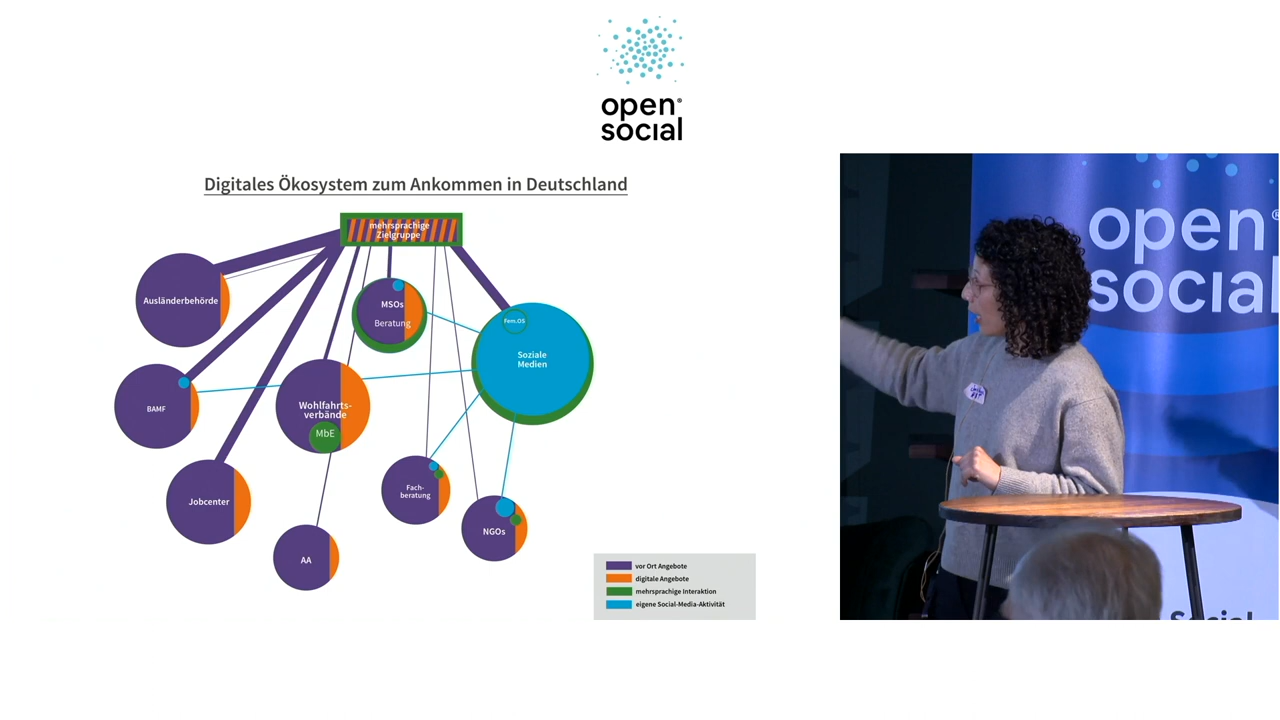 open®
social
Digitales Ökosystem zum Ankommen in Deutschland
mehrsprachige
Zielgruppe
Ausländerbehörde
MSOs
Beratung
Fem.OS
Soziale
Medien
BAMF
Wohlfahrts-
verbände
MbE
Fach-
beratung
Jobcenter
NGOs
AA
vor Ort Angebote
digitale Angebote
mehrsprachige Interaktion
eigene Social-Media-Aktivität
open®
social
Social